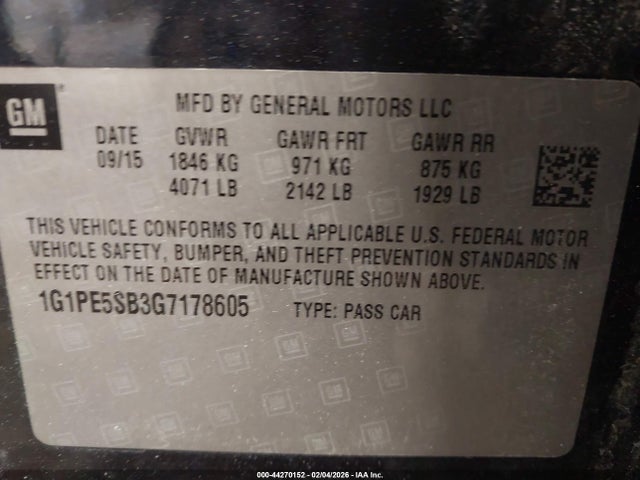 GM
MFD BY GENERAL MOTORS LLC
DATE GVWR GAWR FRT GAWR RR
09/15 1846 KG 971 KG 875 KG
4071 LB 2142 LB 1929 LB
THIS VEHICLE CONFORMS TO ALL APPLICABLE U.S. FEDERAL MOTOR
VEHICLE SAFETY, BUMPER, AND THEFT PREVENTION STANDARDS IN
EFFECT ON THE DATE OF MANUFACTURE SHOWN ABOVE.
1G1PE5SB3G7178605 TYPE: PASS CAR
000-44270152 - 02/04/2026 - IAA Inc.